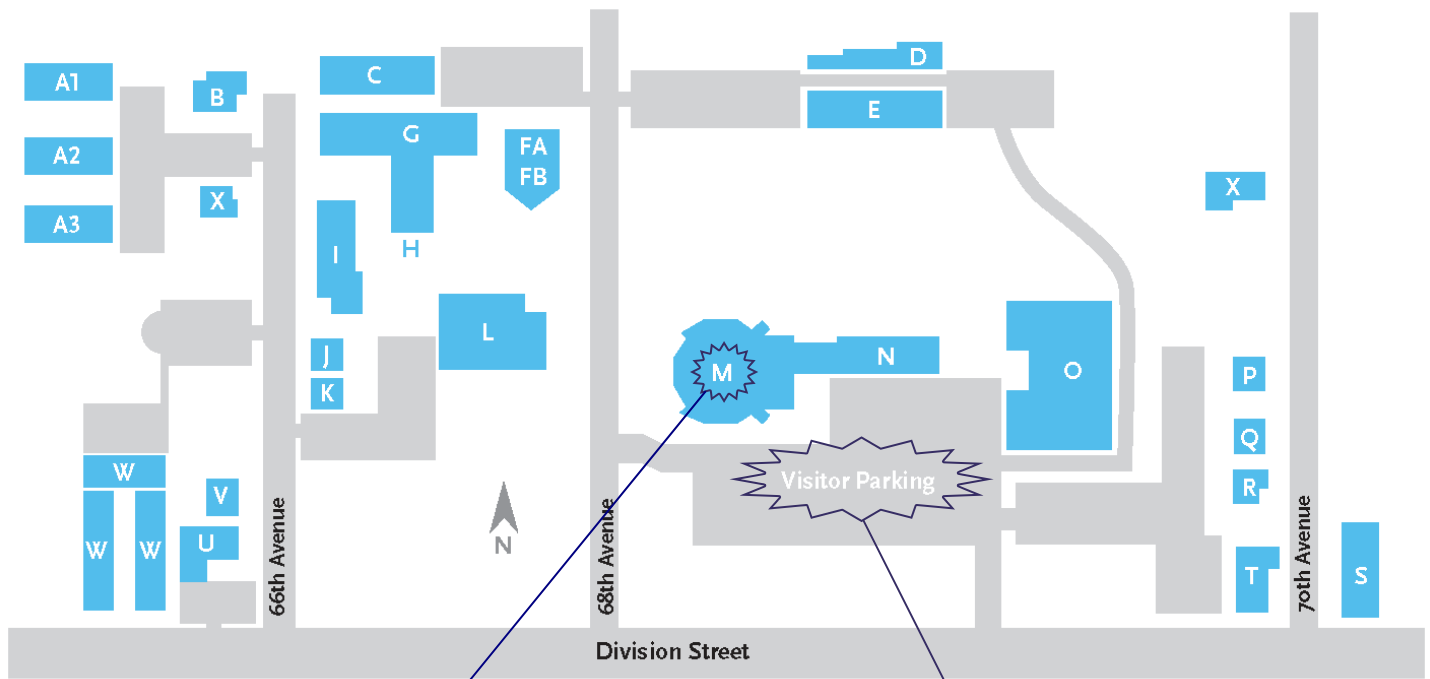 D
A1
C
B
E
G
FA
FB
A2
X
X
A3
I
H
L
J
N
M
O
P
K
Q
W
Visitor Parking
V
R
U
N
W
W
66th Avenue
68th Avenue
70th Avenue
T
S
Division Street